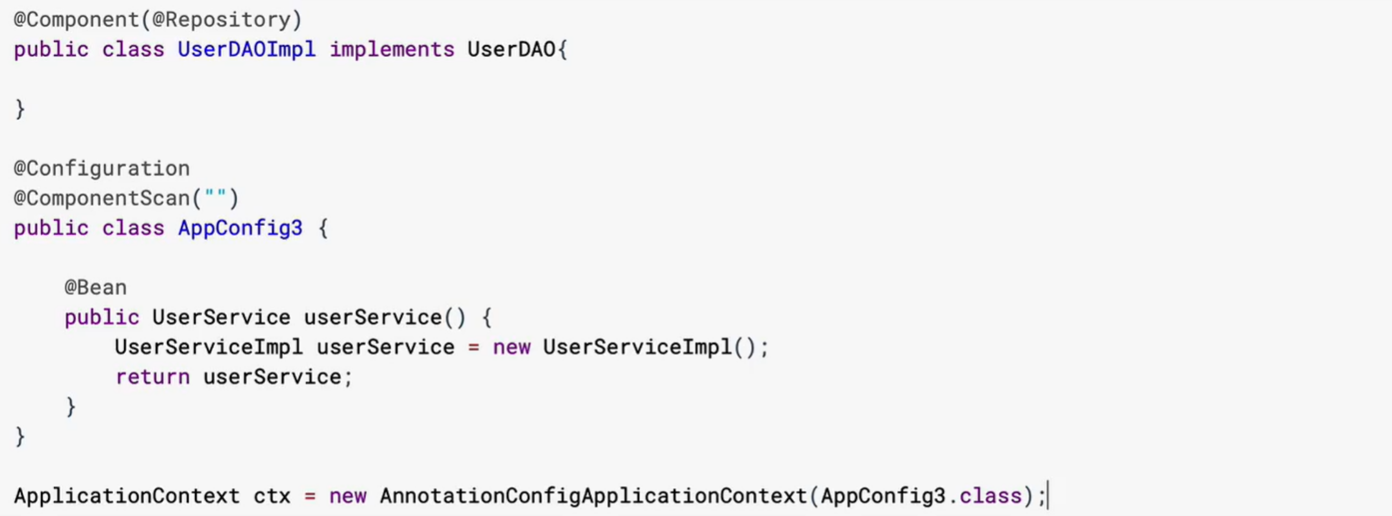 @Component(@Repository)
public class UserDAOImpl implements UserDAO{
}
@Configuration
@ComponentScan("")
public class AppConfig3 {
@Bean
public UserService userService() {
UserServiceImpl userService = new UserServiceImpl();
return userService;
}
}
ApplicationContext ctx = new AnnotationConfigApplicationContext(AppConfig3.class);